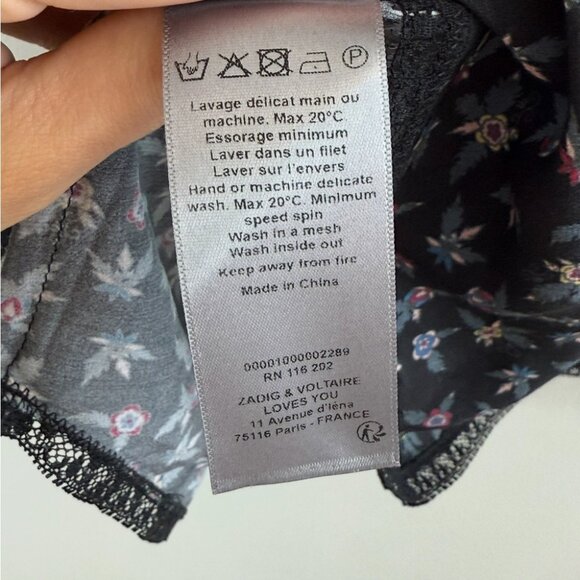 P
Lavage délicat main ou
machine. Max 20°C
Essorage minimum
Laver dans un filet
Laver sur l'envers
Hand or machine delicate
wash. Max 20°C. Minimum
speed spin
Wash in a mesh
Wash inside out
Keep away from fire
Made in China
00001000002289
RN 116 202
ZADIG & VOLTAIRE
LOVES YOU
11 Avenue d'Iéna
75116 Paris - FRANCE